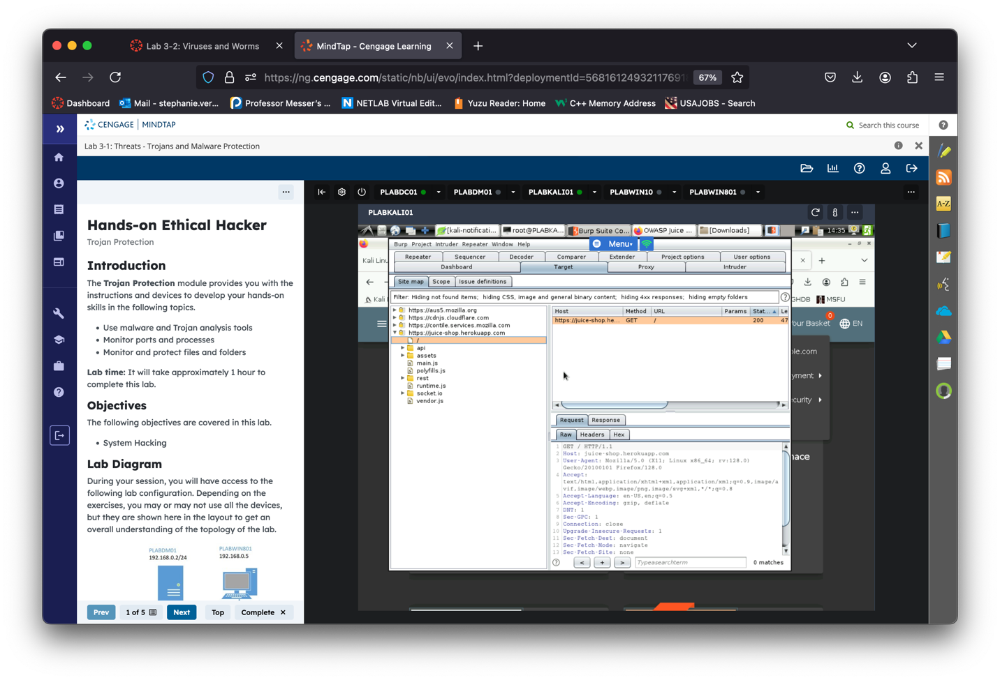 Lab 3-2: Viruses and Worms
MindTap - Cengage Learning
https://ng.cengage.com/static/nb/ui/evo/index.html?deploymentId=56816124932117691
67%
Dashboard
Mail - stephanie.ver...
Professor Messer's ...
NETLAB Virtual Edit...
Yuzu Reader: Home
C++ Memory Address
USAJOBS - Search
CENGAGE | MINDTAP
Search this course
Lab 3-1: Threats - Trojans and Malware Protection
PLABDC01
PLABDM01
PLABKALI01
PLABWIN10
PLABWIN801
Hands-on Ethical Hacker
Trojan Protection
Introduction
The Trojan Protection module provides you with the
instructions and devices to develop your hands-on
skills in the following topics.
• Use malware and Trojan analysis tools
• Monitor ports and processes
• Monitor and protect files and folders
Lab time: It will take approximately 1 hour to
complete this lab.
Objectives
The following objectives are covered in this lab.
• System Hacking
Lab Diagram
During your session, you will have access to the
following lab configuration. Depending on the
exercises, you may or may not use all the devices,
but they are shown here in the layout to get an
overall understanding of the topology of the lab.
PLABDM01
192.168.0.2/24
PLABWIN801
192.168.0.5
Prev
1 of 5
Next
Top
Complete
PLABKALI01
[kali-notificati...
root@PLABKA...
Burp Suite Co...
OWASP Juice ...
[Downloads]
14:35
Burp Project Intruder Repeater Window Help
Menu
Repeater
Sequencer
Decoder
Comparer
Extender
Project options
User options
Dashboard
Target
Proxy
Intruder
Kali Linu
Site map
Scope
Issue definitions
Kali
GHDB
MSFU
Filter: Hiding not found items; hiding CSS, image and general binary content; hiding 4xx responses; hiding empty folders
https://aus5.mozilla.org
https://cdnjs.cloudflare.com
https://contile.services.mozilla.com
https://juice-shop.herokuapp.com
/
api
assets
main.js
polyfills.js
rest
runtime.js
socket.io
vendor.js
Host Method URL Params Stat... Le
https://juice-shop.he... GET / 200 47
our Basket
0
EN
ple.com
yment
curity
nace
Request
Response
Raw
Headers
Hex
1 GET / HTTP/1.1
2 Host: juice-shop.herokuapp.com
3 User-Agent: Mozilla/5.0 (X11; Linux x86_64; rv:128.0)
Gecko/20100101 Firefox/128.0
4 Accept:
text/html,application/xhtml+xml,application/xml;q=0.9,image/a
vif,image/webp,image/png,image/svg+xml,*/*;q=0.8
5 Accept-Language: en-US,en;q=0.5
6 Accept-Encoding: gzip, deflate
7 DNT: 1
8 Sec-GPC: 1
9 Connection: close
10 Upgrade-Insecure-Requests: 1
11 Sec-Fetch-Dest: document
12 Sec-Fetch-Mode: navigate
13 Sec-Fetch-Site: none
<
+
>
Typeasearchterm
0 matches
A-Z